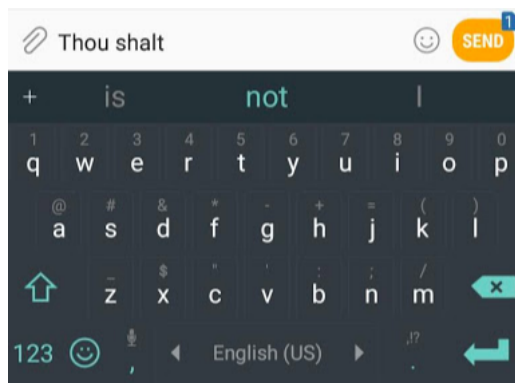 Thou shalt SEND 1
+ is not I
1 2 3 4 5 6 7 8 9 0
q w e r t y u i o p
@ # & * - + = ( )
a s d f g h j k l
_ $ " ' : ; /
z x c v b n m
,!?
123 , English (US) .